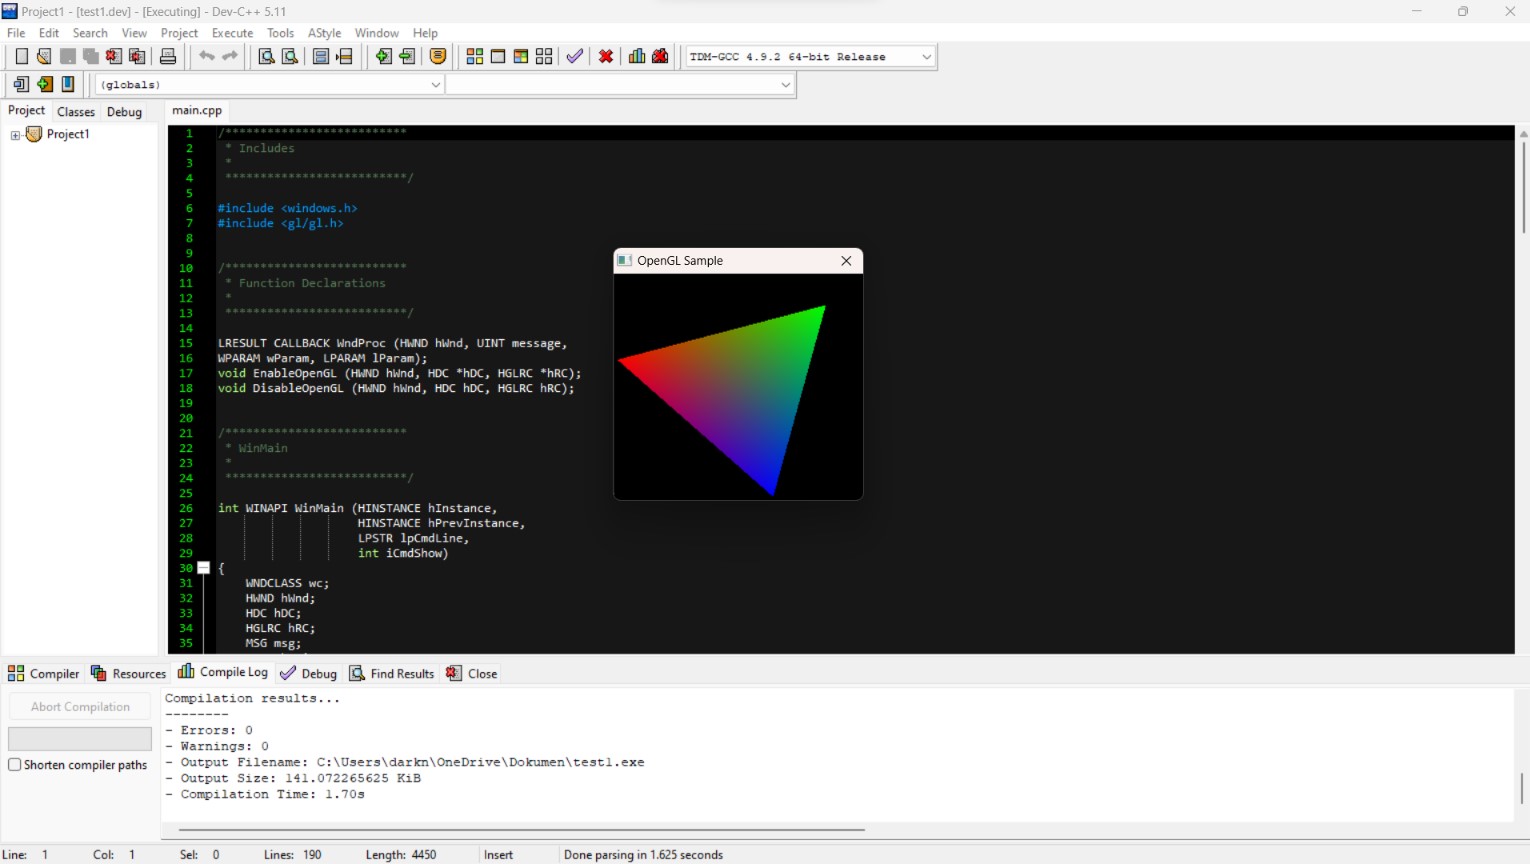 Project1 - [test1.dev] - [Executing] - Dev-C++ 5.11
File Edit Search View Project Execute Tools AStyle Window Help
TDM-GCC 4.9.2 64-bit Release
(globals)
Project Classes Debug main.cpp
Project1
1 /**************************
2 * Includes
3 *
4 **************************/
5
6 #include <windows.h>
7 #include <gl/gl.h>
8
9
10 /**************************
11 * Function Declarations
12 *
13 **************************/
14
15 LRESULT CALLBACK WndProc (HWND hWnd, UINT message,
16 WPARAM wParam, LPARAM lParam);
17 void EnableOpenGL (HWND hWnd, HDC *hDC, HGLRC *hRC);
18 void DisableOpenGL (HWND hWnd, HDC hDC, HGLRC hRC);
19
20
21 /**************************
22 * WinMain
23 *
24 **************************/
25
26 int WINAPI WinMain (HINSTANCE hInstance,
27 HINSTANCE hPrevInstance,
28 LPSTR lpCmdLine,
29 int iCmdShow)
30 {
31 WNDCLASS wc;
32 HWND hWnd;
33 HDC hDC;
34 HGLRC hRC;
35 MSG msg;
OpenGL Sample
Compiler Resources Compile Log Debug Find Results Close
Abort Compilation
Shorten compiler paths
Compilation results...
--------
- Errors: 0
- Warnings: 0
- Output Filename: C:\Users\darkn\OneDrive\Dokumen\test1.exe
- Output Size: 141.072265625 KiB
- Compilation Time: 1.70s
Line: 1 Col: 1 Sel: 0 Lines: 190 Length: 4450 Insert Done parsing in 1.625 seconds